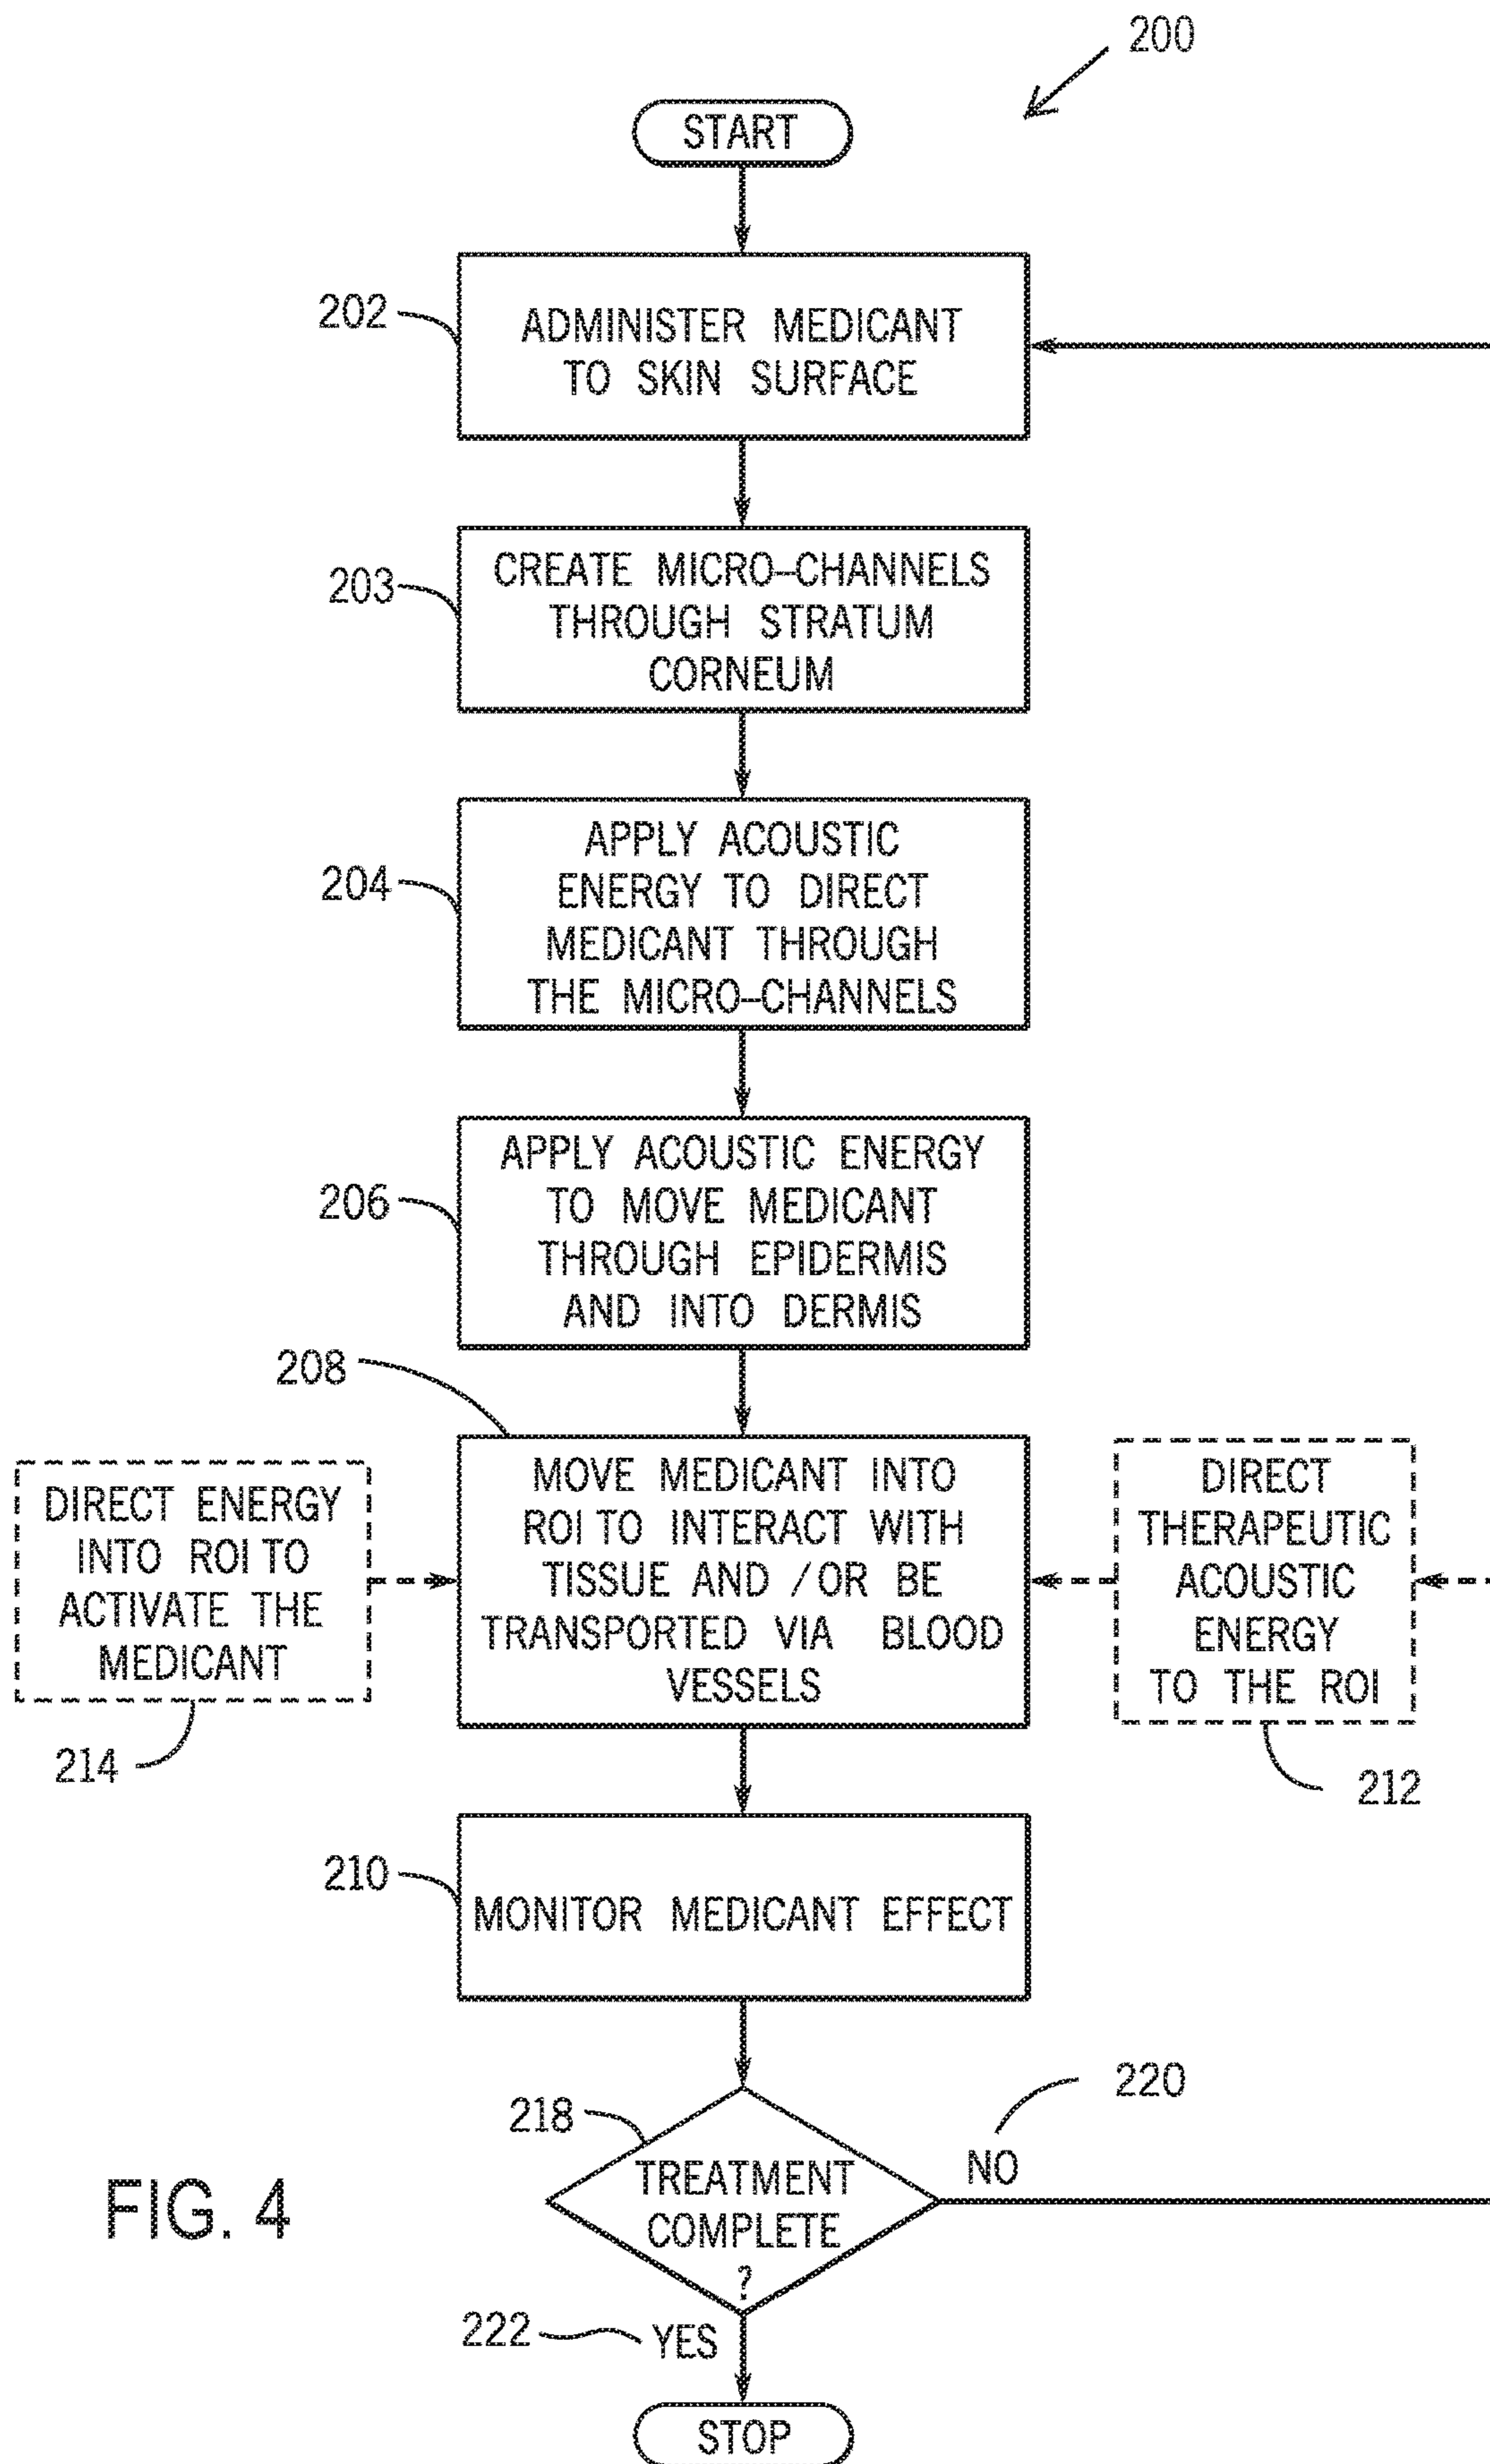 200
START
202
ADMINISTER MEDICANT
TO SKIN SURFACE
203
CREATE MICRO-CHANNELS
THROUGH STRATUM
CORNEUM
204
APPLY ACOUSTIC
ENERGY TO DIRECT
MEDICANT THROUGH
THE MICRO-CHANNELS
206
APPLY ACOUSTIC ENERGY
TO MOVE MEDICANT
THROUGH EPIDERMIS
AND INTO DERMIS
208
MOVE MEDICANT INTO
ROI TO INTERACT WITH
TISSUE AND /OR BE
TRANSPORTED VIA BLOOD
VESSELS
DIRECT ENERGY
INTO ROI TO
ACTIVATE THE
MEDICANT
214
DIRECT
THERAPEUTIC
ACOUSTIC
ENERGY
TO THE ROI
212
210
MONITOR MEDICANT EFFECT
218
TREATMENT
COMPLETE
?
220
NO
222
YES
STOP
FIG. 4